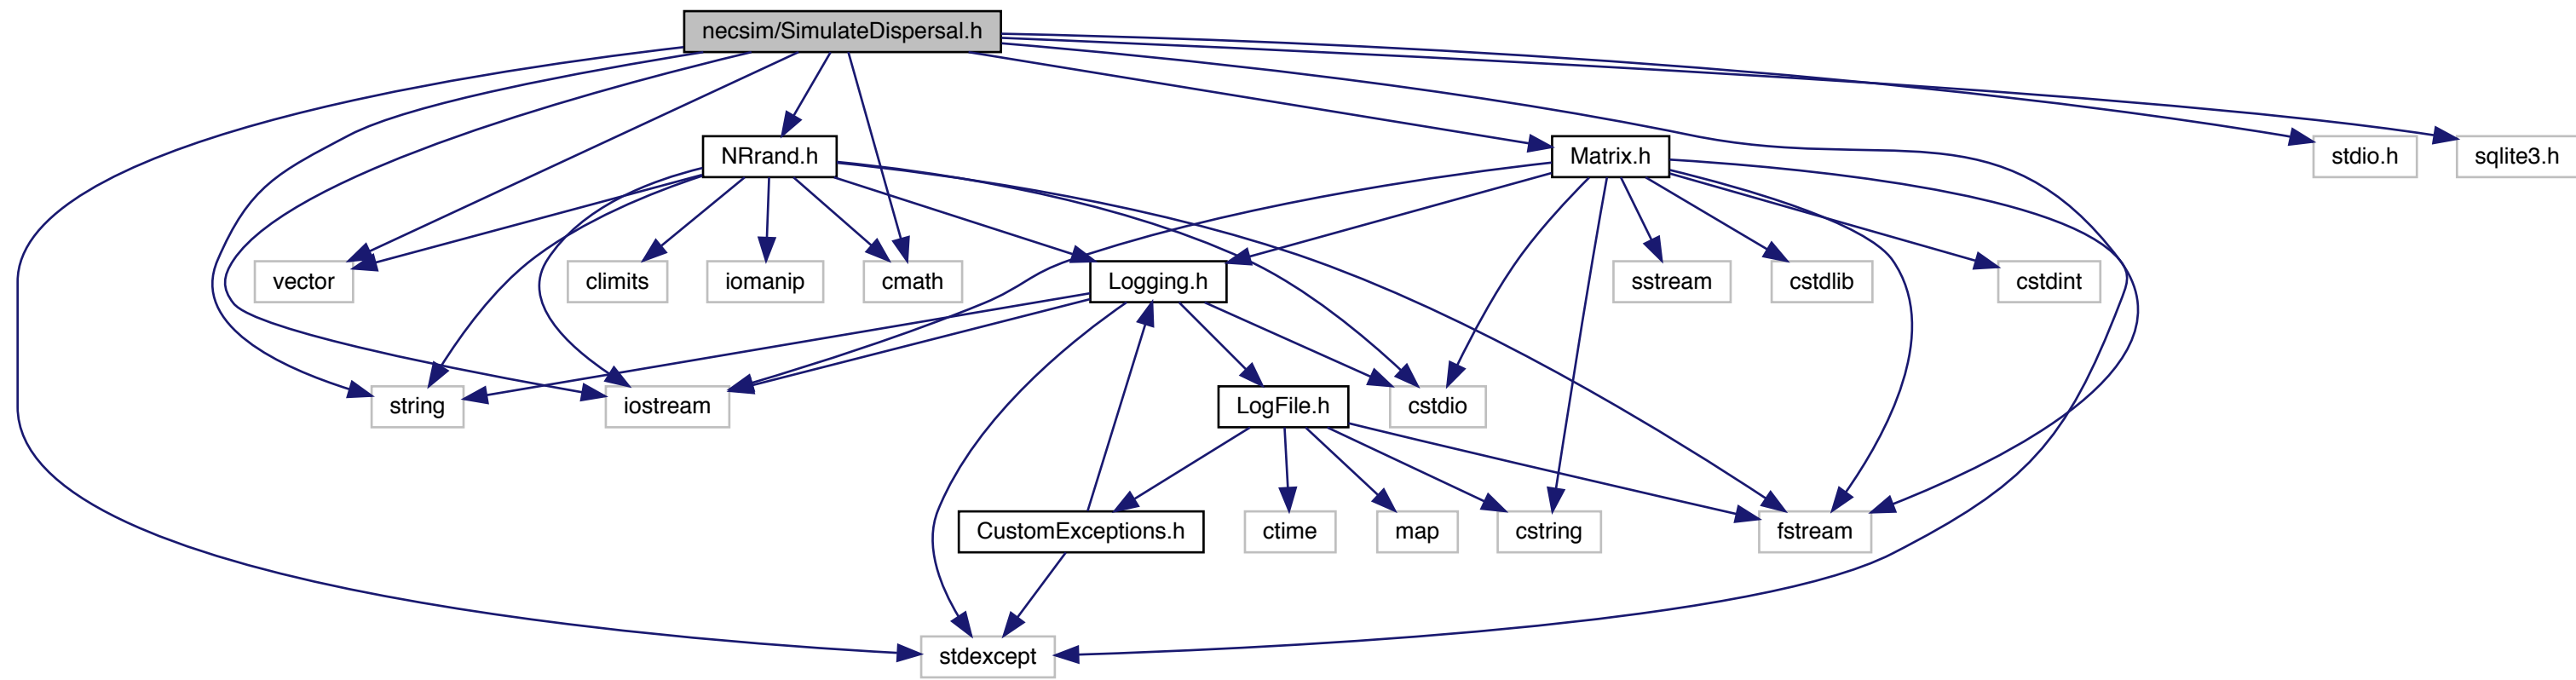 necsim/SimulateDispersal.h
NRrand.h
Matrix.h
stdio.h
sqlite3.h
vector
climits
iomanip
cmath
Logging.h
sstream
cstdlib
cstdint
string
iostream
LogFile.h
cstdio
CustomExceptions.h
ctime
map
cstring
fstream
stdexcept